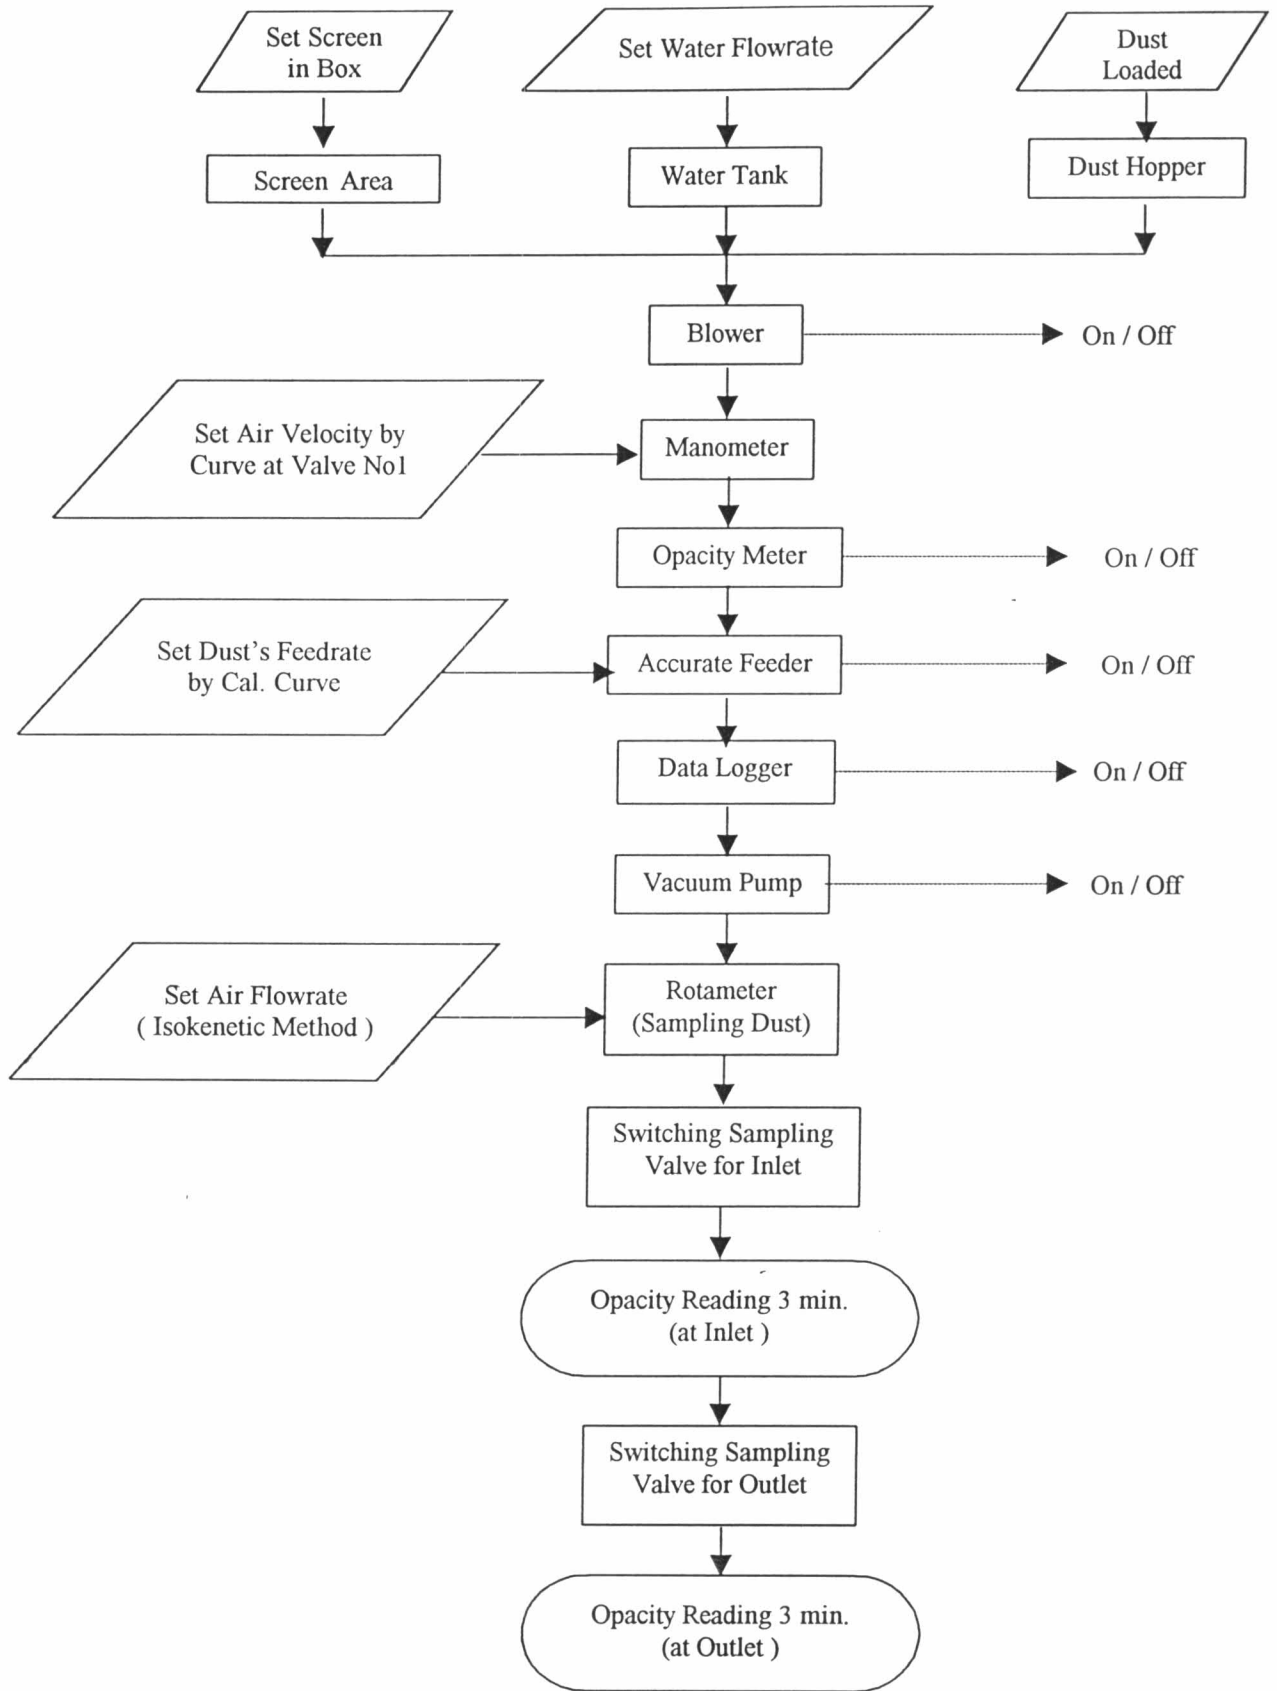 Set Screen
in Box
Set Water Flowrate
Dust
Loaded
Screen Area
Water Tank
Dust Hopper
Blower
On / Off
Set Air Velocity by
Curve at Valve No1
Manometer
Opacity Meter
On / Off
Set Dust's Feedrate
by Cal. Curve
Accurate Feeder
On / Off
Data Logger
On / Off
Vacuum Pump
On / Off
Set Air Flowrate
( Isokenetic Method )
Rotameter
(Sampling Dust)
Switching Sampling
Valve for Inlet
Opacity Reading 3 min.
(at Inlet )
Switching Sampling
Valve for Outlet
Opacity Reading 3 min.
(at Outlet )